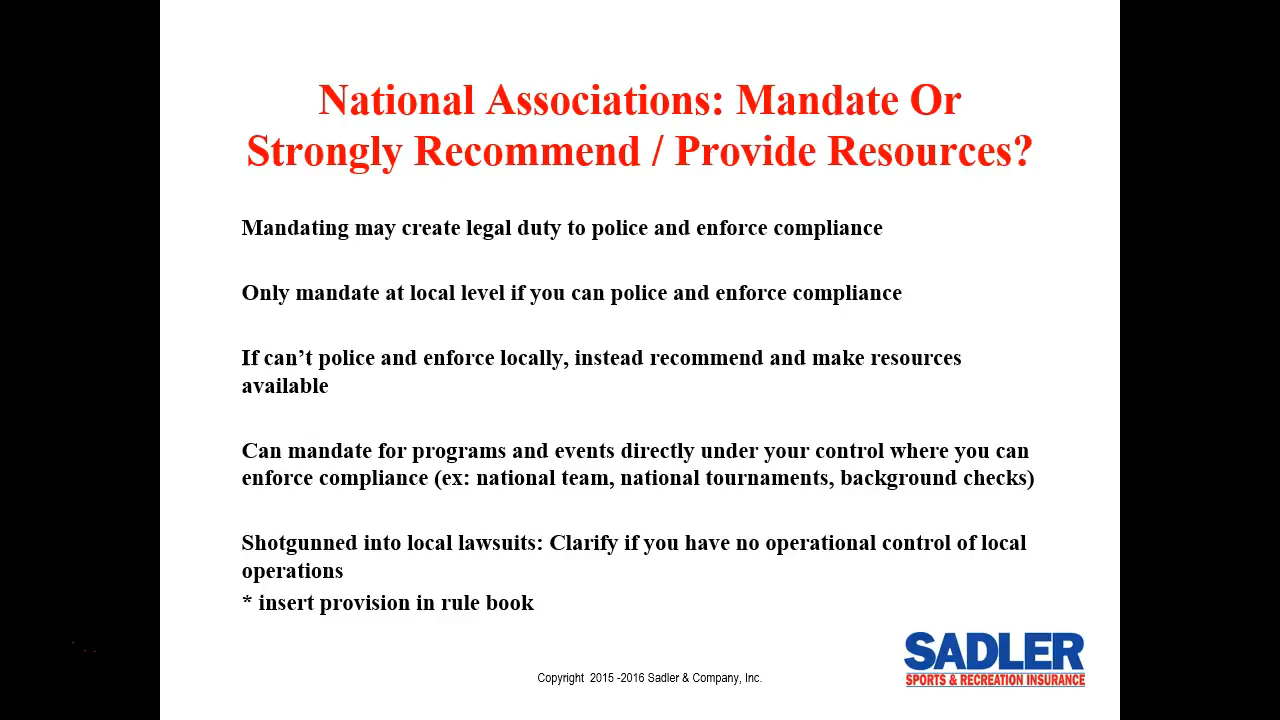 National Associations: Mandate Or
Strongly Recommend / Provide Resources?
Mandating may create legal duty to police and enforce compliance
Only mandate at local level if you can police and enforce compliance
If can’t police and enforce locally, instead recommend and make resources
available
Can mandate for programs and events directly under your control where you can
enforce compliance (ex: national team, national tournaments, background checks)
Shotgunned into local lawsuits: Clarify if you have no operational control of local
operations
* insert provision in rule book
SADLER
SPORTS & RECREATION INSURANCE
Copyright 2015 -2016 Sadler & Company, Inc.